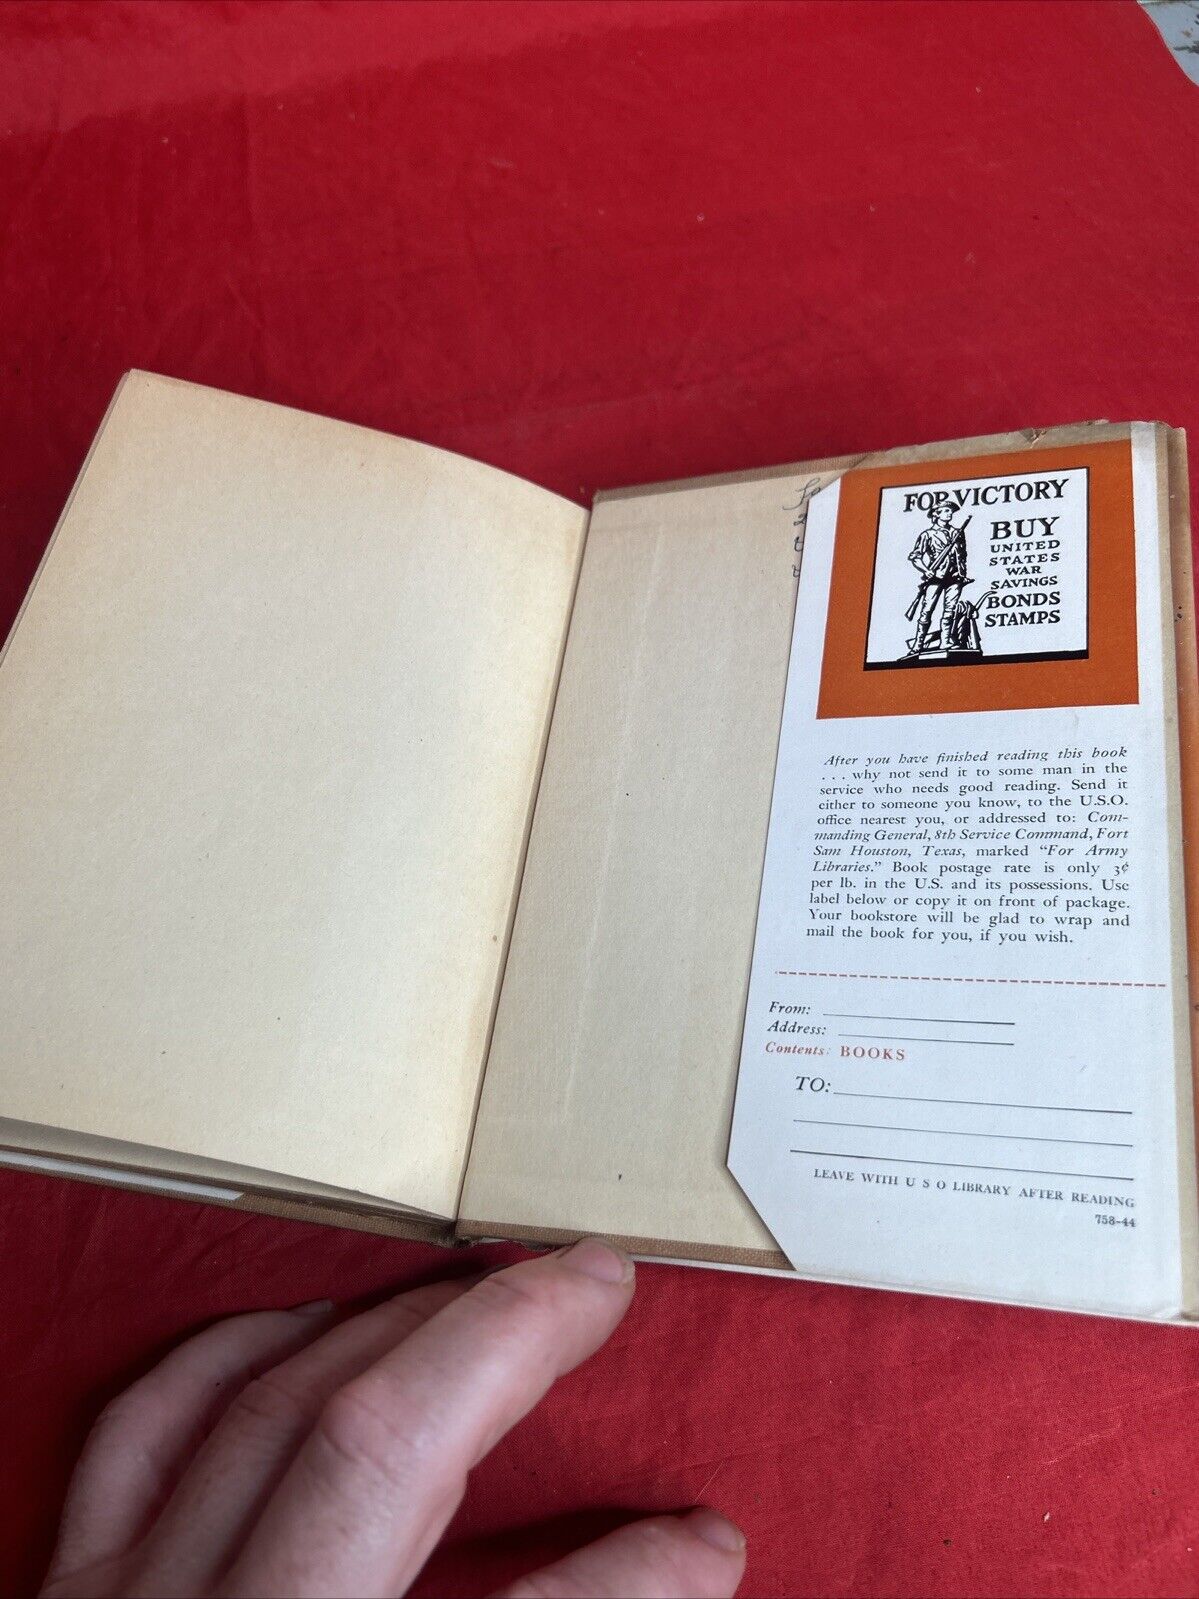 FOR VICTORY
BUY
UNITED
STATES
WAR
SAVINGS
BONDS
STAMPS
After you have finished reading this book
. . . why not send it to some man in the
service who needs good reading. Send it
either to someone you know, to the U.S.O.
office nearest you, or addressed to: Com-
manding General, 8th Service Command, Fort
Sam Houston, Texas, marked "For Army
Libraries." Book postage rate is only 3¢
per lb. in the U.S. and its possessions. Use
label below or copy it on front of package.
Your bookstore will be glad to wrap and
mail the book for you, if you wish.
From:
Address:
Contents: BOOKS
TO:
LEAVE WITH U S O LIBRARY AFTER READING
758-44